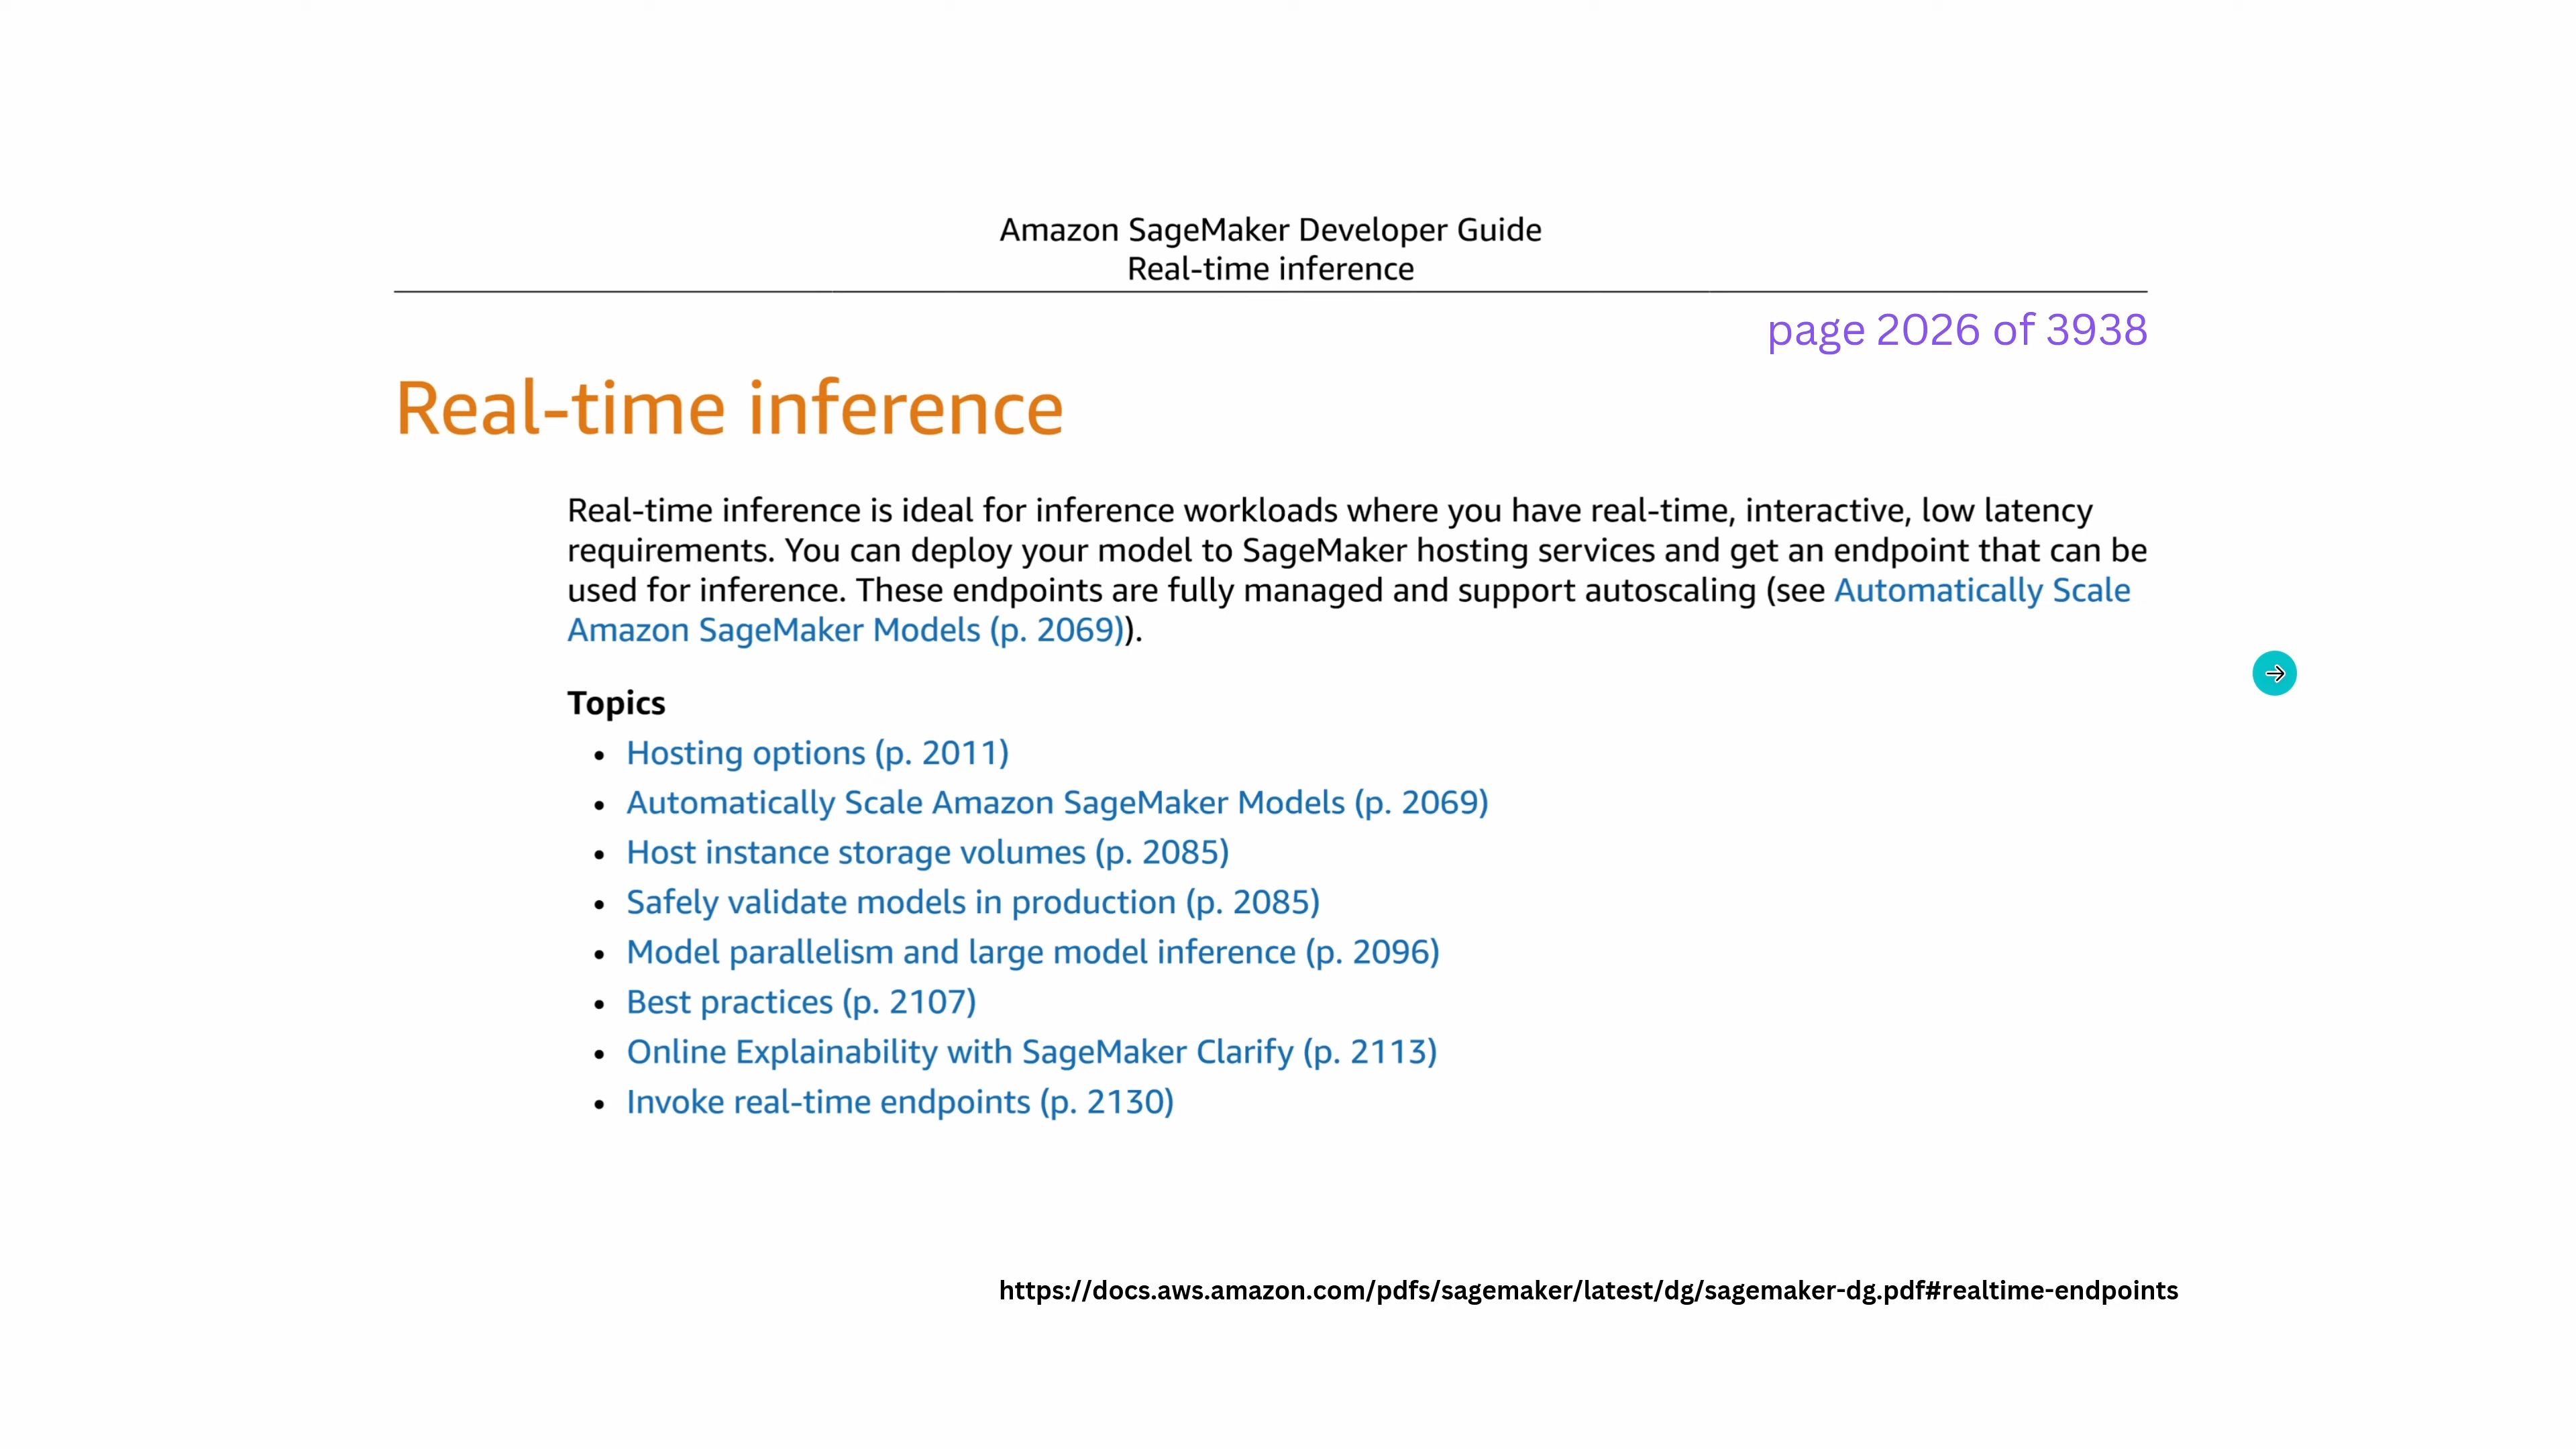 Amazon SageMaker Developer Guide
Real-time inference
page 2026 of 3938
Real-time inference
Real-time inference is ideal for inference workloads where you have real-time, interactive, low latency
requirements. You can deploy your model to SageMaker hosting services and get an endpoint that can be
used for inference. These endpoints are fully managed and support autoscaling (see Automatically Scale
Amazon SageMaker Models (p. 2069)).
Topics
• Hosting options (p. 2011)
• Automatically Scale Amazon SageMaker Models (p. 2069)
• Host instance storage volumes (p. 2085)
• Safely validate models in production (p. 2085)
• Model parallelism and large model inference (p. 2096)
• Best practices (p. 2107)
• Online Explainability with SageMaker Clarify (p. 2113)
• Invoke real-time endpoints (p. 2130)
https://docs.aws.amazon.com/pdfs/sagemaker/latest/dg/sagemaker-dg.pdf#realtime-endpoints